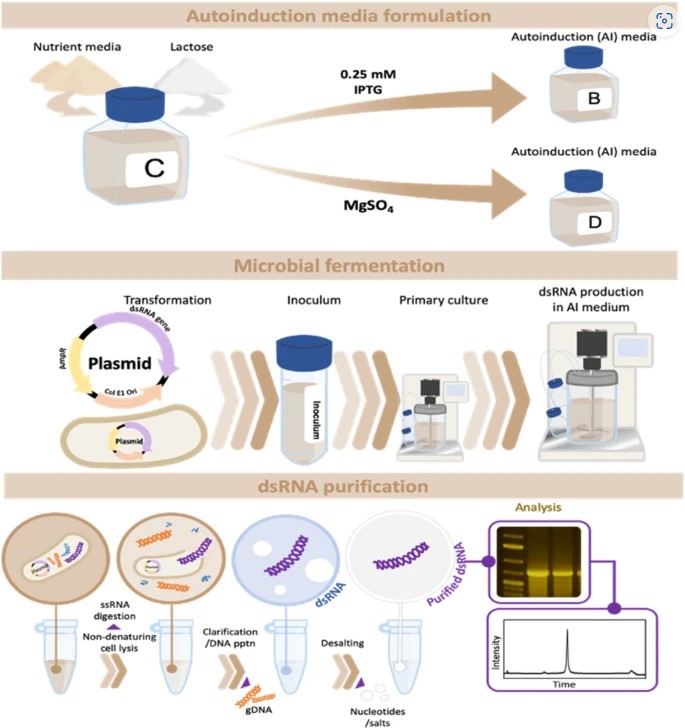 Autoinduction media formulation
Nutrient media
Lactose
C
0.25 mM
IPTG
MgSO₄
Autoinduction (AI) media
B
Autoinduction (AI) media
D
Microbial fermentation
Transformation
Inoculum
Primary culture
dsRNA production
in AI medium
dsRNA gene
AmpR
Plasmid
Col E1 Ori
Plasmid
Inoculum
dsRNA purification
Plasmid
Plasmid
dsRNA
Purified dsRNA
Analysis
ssRNA
digestion
Non-denaturing
cell lysis
Clarification
/DNA pptn
gDNA
Desalting
Nucleotides
/salts
Intensity
Time